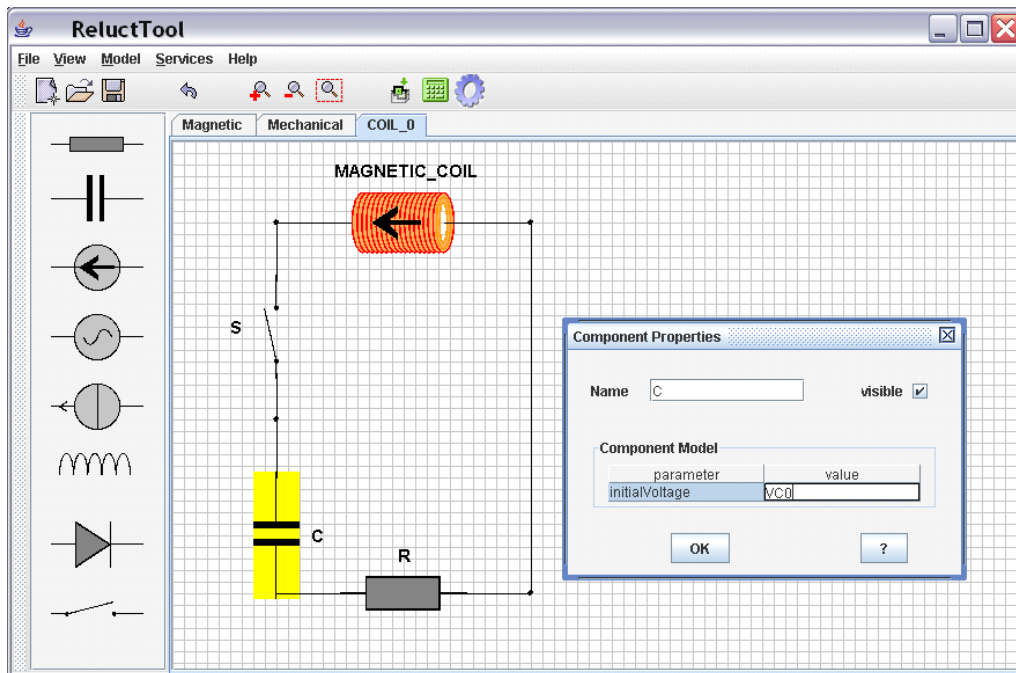 ReluctTool
File View Model Services Help
Magnetic Mechanical COIL_0
MAGNETIC_COIL
S
C
R
Component Properties
Name C visible
Component Model
parameter value
initialVoltage VC0
OK ?